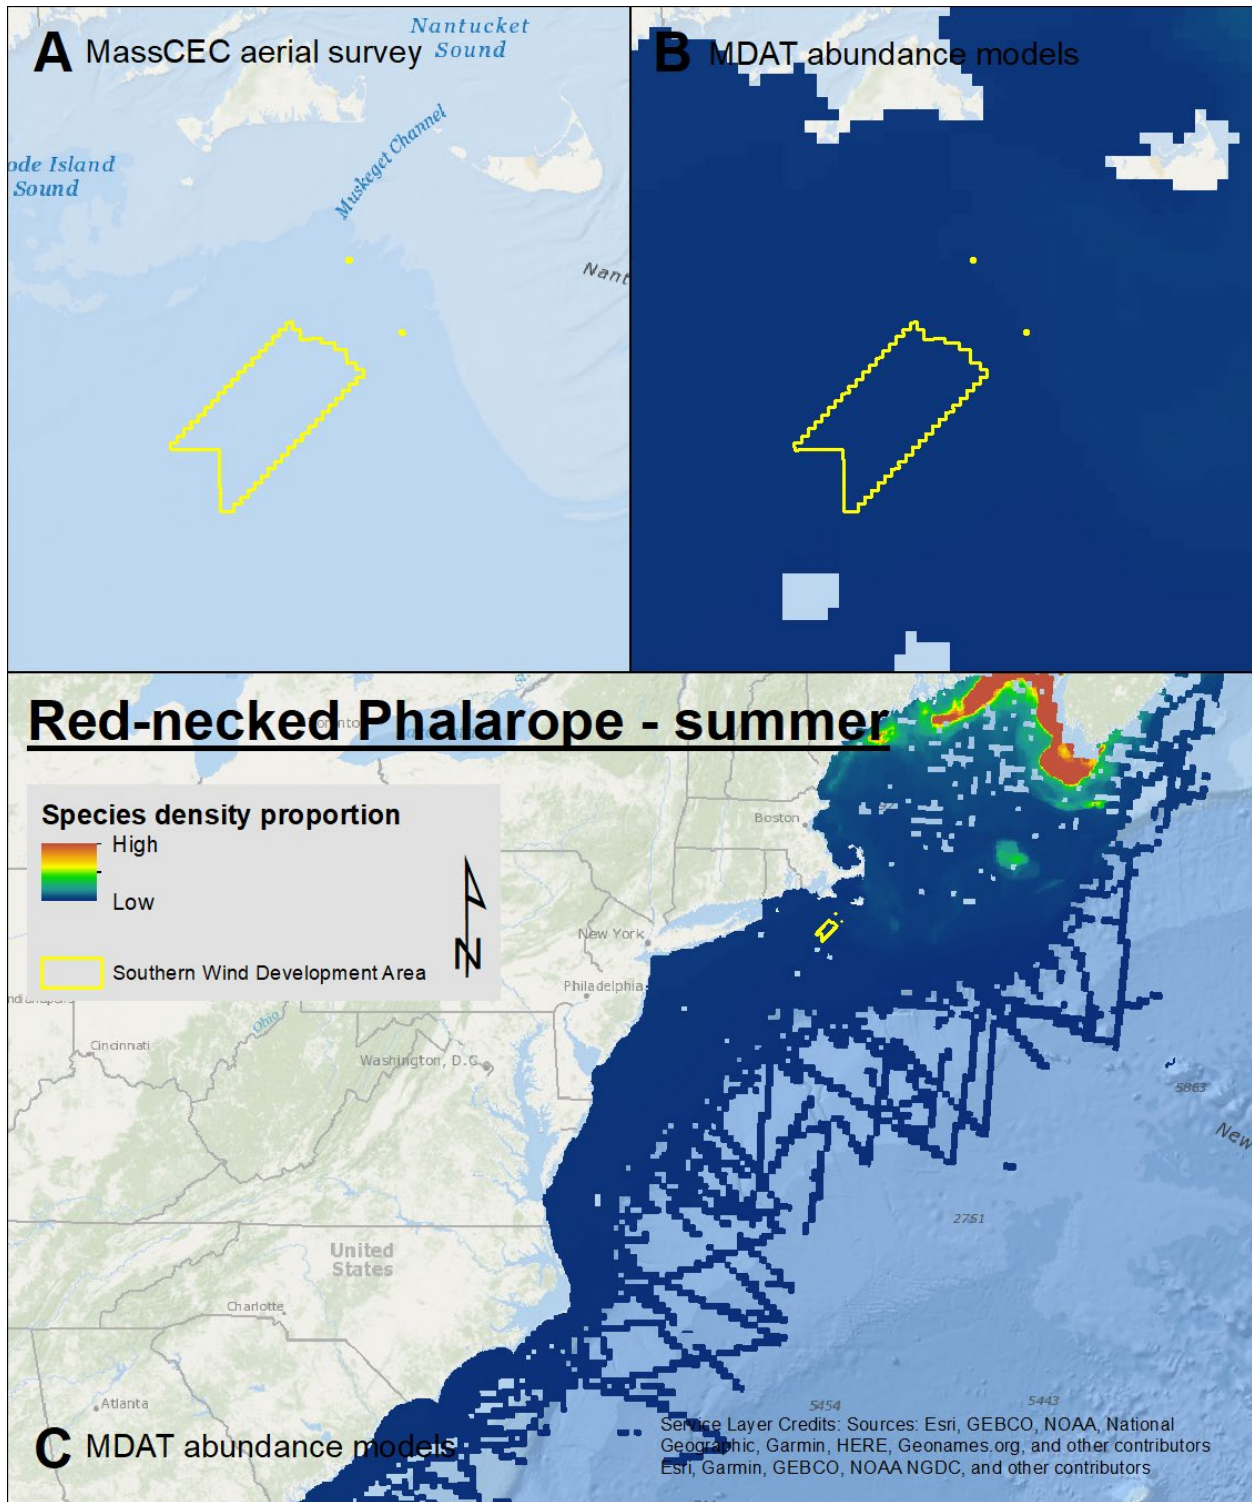 A MassCEC aerial survey
Nantucket
Sound
ode Island
Sound
Muskeget Channel
Nant
B MDAT abundance models
Red-necked Phalarope - summer
Species density proportion
High
Low
N
Southern Wind Development Area
Boston
New York
Philadelphia
Ohio
Cincinnati
Washington, D.C.
5863
New
2751
United
States
Charlotte
Atlanta
5454
5443
C MDAT abundance models
Service Layer Credits: Sources: Esri, GEBCO, NOAA, National
Geographic, Garmin, HERE, Geonames.org, and other contributors
Esri, Garmin, GEBCO, NOAA NGDC, and other contributors